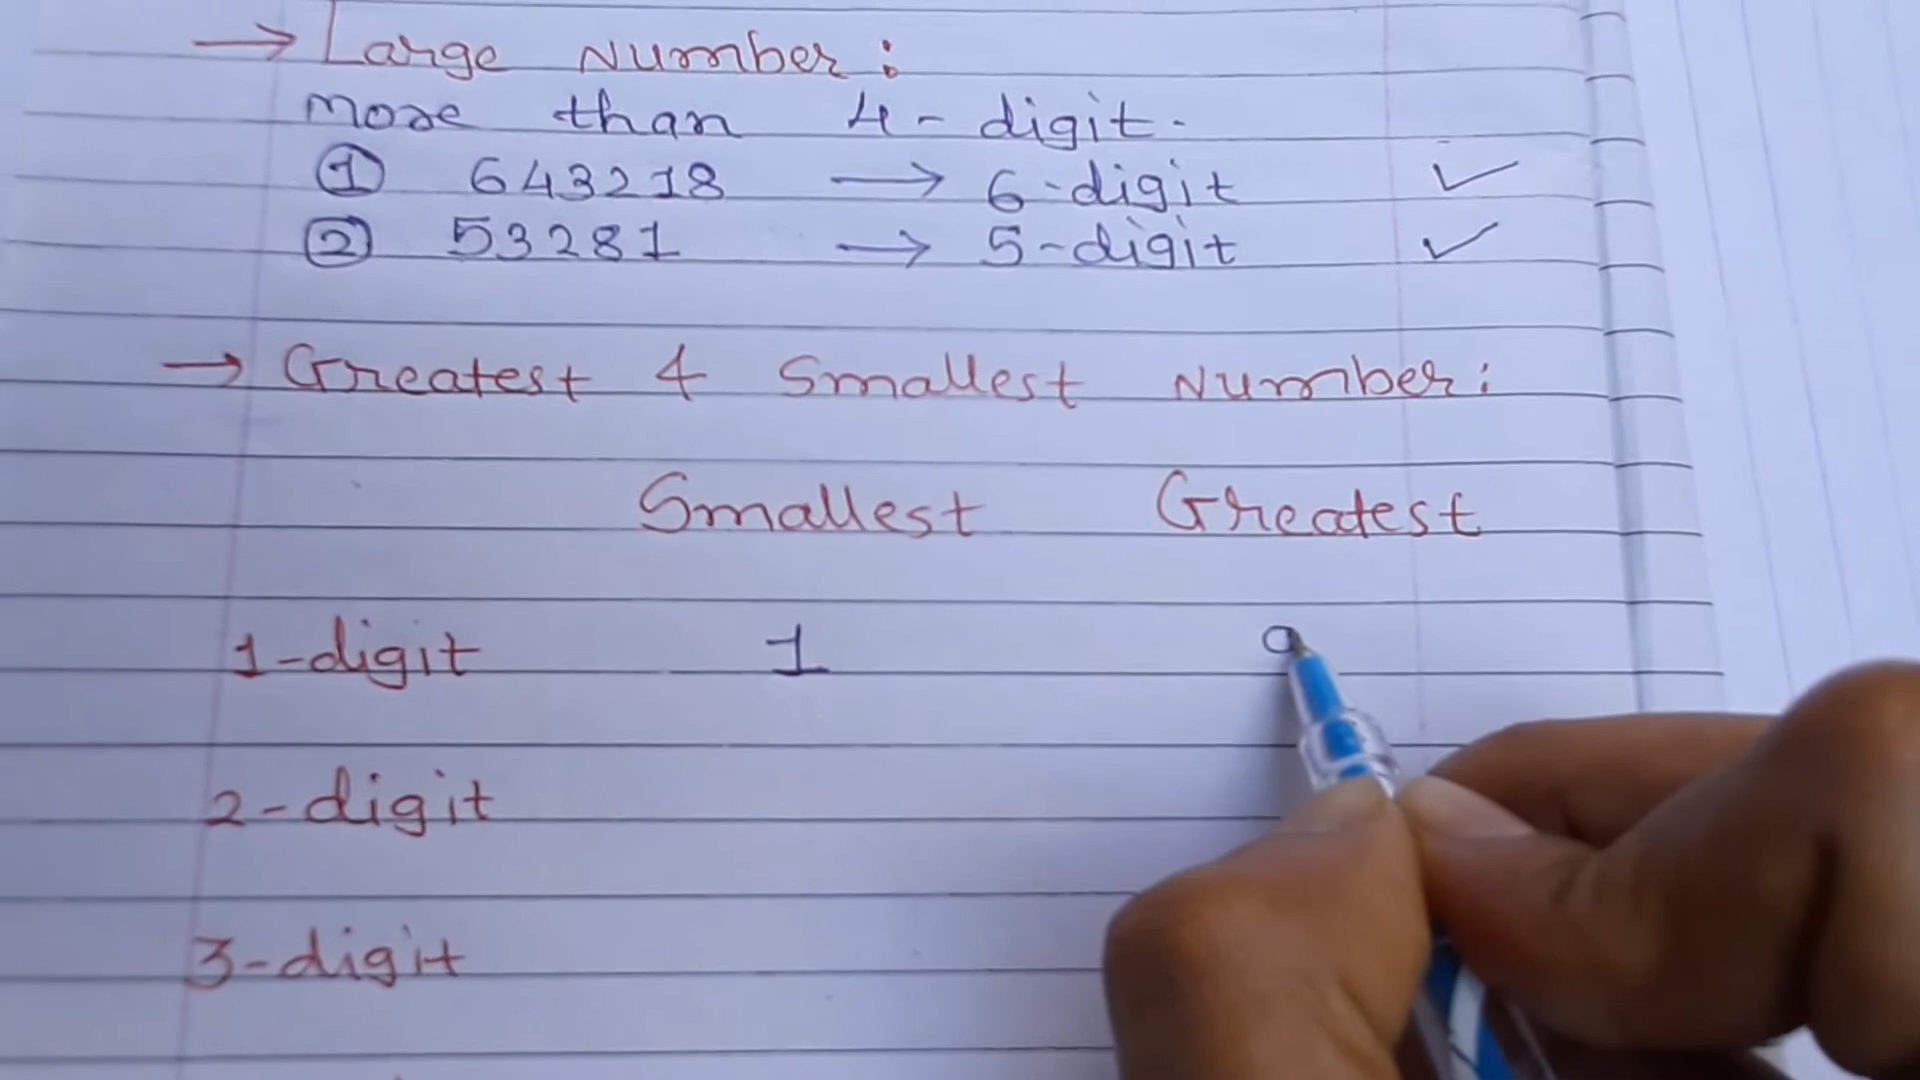 → Large Number:
More than 4-digit.
① 643218 → 6-digit ✓
② 53281 → 5-digit ✓
→ Greatest & Smallest Number:
Smallest Greatest
1-digit 1
2-digit
3-digit